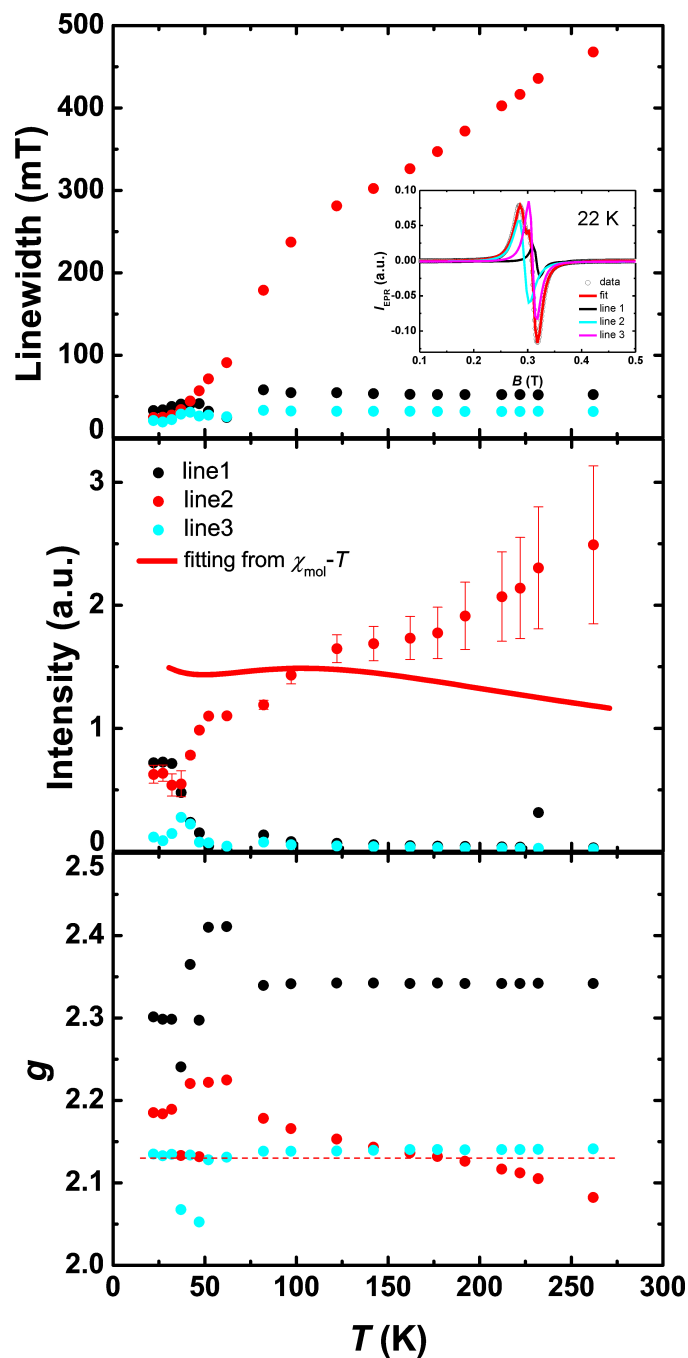 500
400
300
200
100
0
Linewidth (mT)
0.10
0.05
0.00
-0.05
-0.10
I_EPR (a.u.)
22 K
data
fit
line 1
line 2
line 3
0.1 0.2 0.3 0.4 0.5
B (T)
3
2
1
0
Intensity (a.u.)
line1
line2
line3
fitting from χ_mol-T
2.5
2.4
2.3
2.2
2.1
2.0
g
0 50 100 150 200 250 300
T (K)